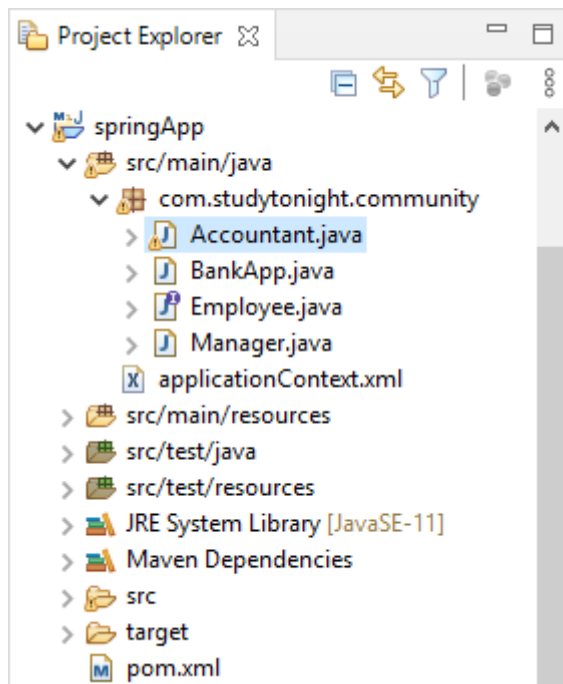 Project Explorer
springApp
src/main/java
com.studytonight.community
Accountant.java
BankApp.java
Employee.java
Manager.java
applicationContext.xml
src/main/resources
src/test/java
src/test/resources
JRE System Library [JavaSE-11]
Maven Dependencies
src
target
pom.xml